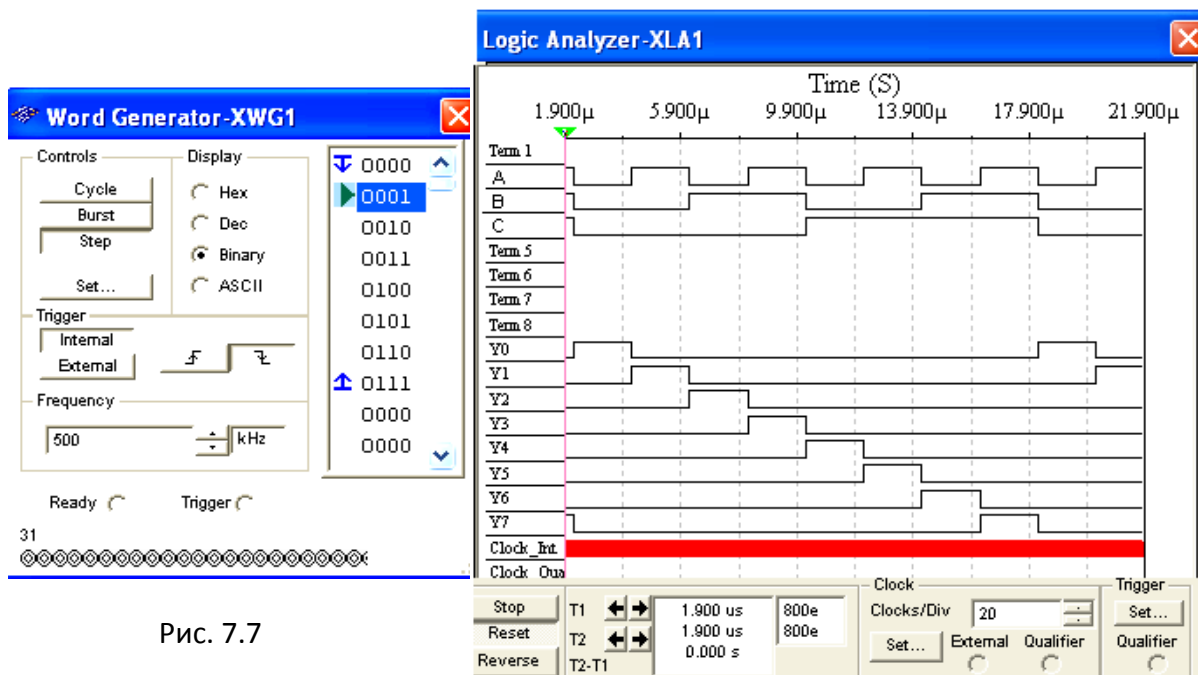 Word Generator-XWG1
Controls
Cycle
Burst
Step
Set...
Display
Hex
Dec
Binary
ASCII
Trigger
Internal
External
Frequency
500
kHz
0000
0001
0010
0011
0100
0101
0110
0111
0000
0000
Ready
Trigger
31
Рис. 7.7
Logic Analyzer-XLA1
Time (S)
1.900µ 5.900µ 9.900µ 13.900µ 17.900µ 21.900µ
Term 1
A
B
C
Term 5
Term 6
Term 7
Term 8
Y0
Y1
Y2
Y3
Y4
Y5
Y6
Y7
Clock_Int
Clock_Qua
Stop
Reset
Reverse
T1
T2
T2-T1
1.900 us
1.900 us
0.000 s
800e
800e
Clock
Clocks/Div
20
Set...
External
Qualifier
Trigger
Set...
Qualifier